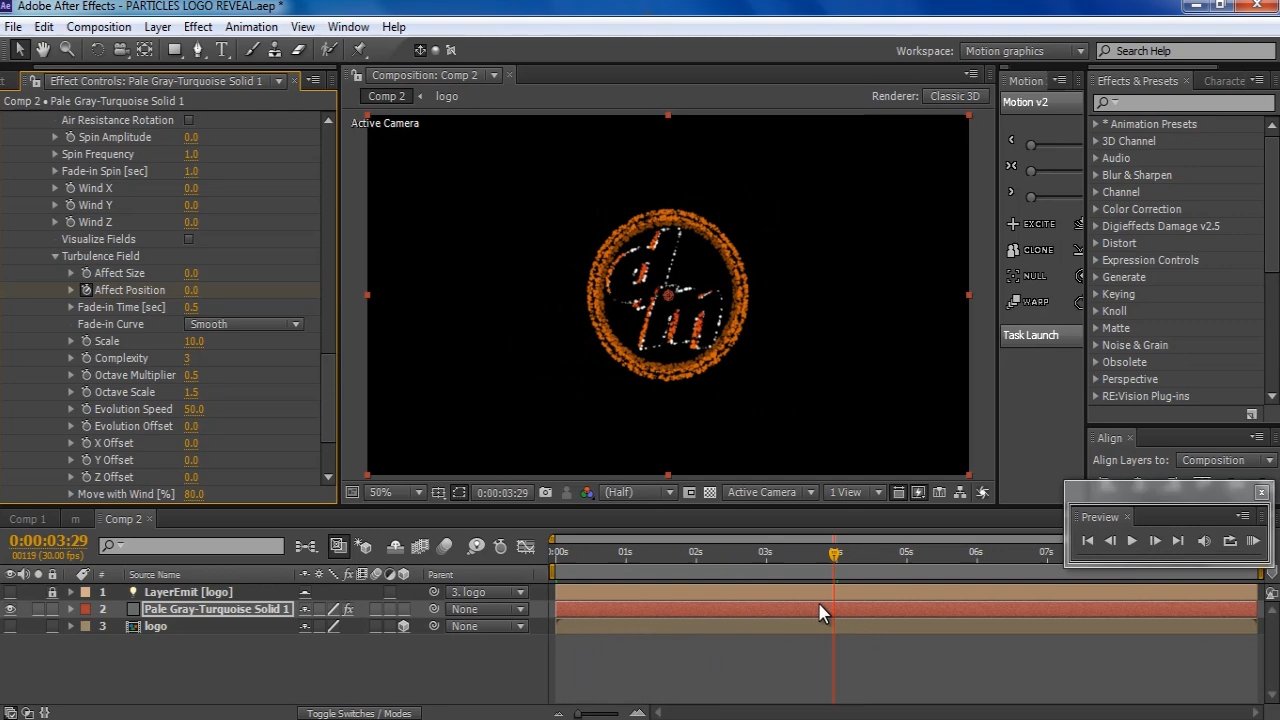 Adobe After Effects - PARTICLES LOGO REVEAL.aep *
File Edit Composition Layer Effect Animation View Window Help
Workspace: Motion graphics Search Help
Effect Controls: Pale Gray-Turquoise Solid 1
Composition: Comp 2
Motion
Effects & Presets Characte
Comp 2 • Pale Gray-Turquoise Solid 1
Comp 2 logo
Renderer: Classic 3D
Motion v2
Active Camera
Air Resistance Rotation
Spin Amplitude 0.0
Spin Frequency 1.0
Fade-in Spin [sec] 1.0
Wind X 0.0
Wind Y 0.0
Wind Z 0.0
Visualize Fields
Turbulence Field
Affect Size 0.0
Affect Position 0.0
Fade-in Time [sec] 0.5
Fade-in Curve Smooth
Scale 10.0
Complexity 3
Octave Multiplier 0.5
Octave Scale 1.5
Evolution Speed 50.0
Evolution Offset 0.0
X Offset 0.0
Y Offset 0.0
Z Offset 0.0
Move with Wind [%] 80.0
EXCITE
CLONE
NULL
WARP
Task Launch
* Animation Presets
3D Channel
Audio
Blur & Sharpen
Channel
Color Correction
Digieffects Damage v2.5
Distort
Expression Controls
Generate
Keying
Knoll
Matte
Noise & Grain
Obsolete
Perspective
RE:Vision Plug-ins
Align
Align Layers to: Composition
50% 0:00:03:29 (Half) Active Camera 1 View
Preview
Comp 1 m Comp 2
0:00:03:29
00119 (30.00 fps)
:00s 01s 02s 03s 05s 06s 07s
# Source Name Parent
1 LayerEmit [logo] 3. logo
2 Pale Gray-Turquoise Solid 1 fx None
3 logo None
Toggle Switches / Modes